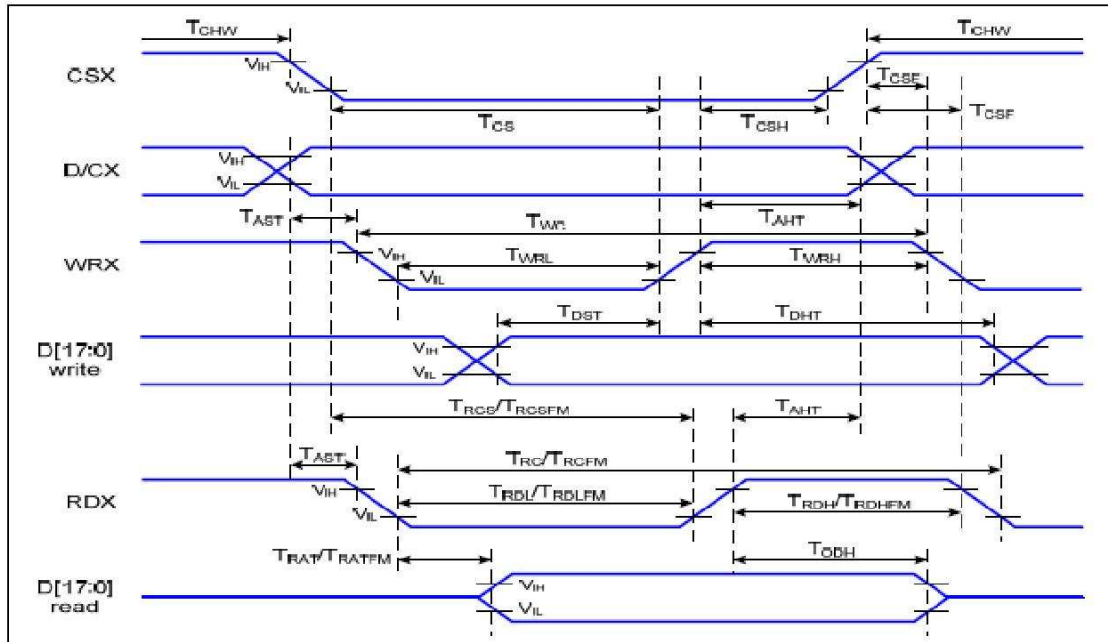 TCHW TCHW
CSX VIH
VIL
TCSF
TCS TCSH TCSF
D/CX VIH
VIL
TAST TWC TAHT
WRX VIH
TWRL TWRH
VIL
TDST TDHT
D[17:0] VIH
write VIL
TRCS/TRCSFM TAHT
TAST TRC/TRCFM
RDX VIH
TRDL/TRDLFM TRDH/TRDHFM
VIL
TRAT/TRATFM TODH
D[17:0] VIH
read VIL